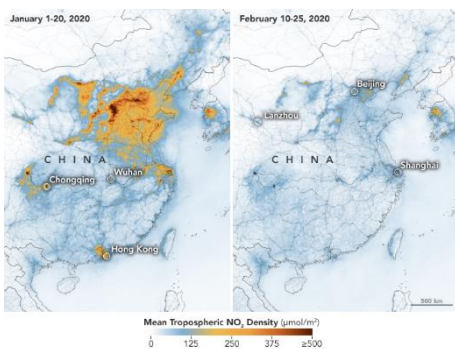 January 1-20, 2020
CHINA
Chongqing
Wuhan
Hong Kong
February 10-25, 2020
Beijing
Lanzhou
CHINA
Shanghai
500 km
Mean Tropospheric NO₂ Density (μmol/m²)
0 125 250 375 ≥500